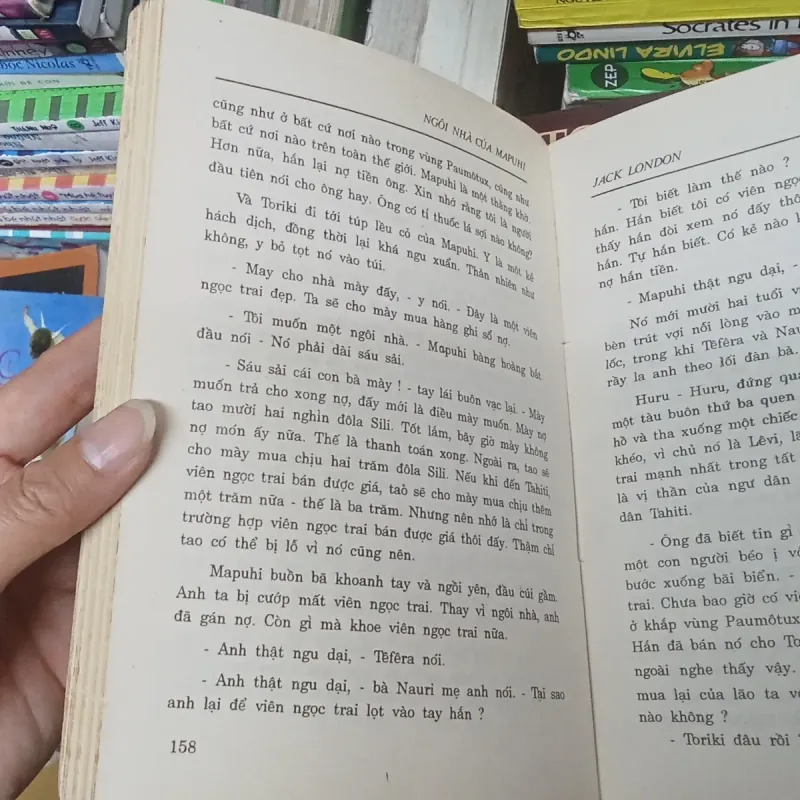 NGÔI NHÀ CỦA MAPUHI
cũng như ở bất cứ nơi nào trong vùng Paumôtux, cũng như
bất cứ nơi nào trên toàn thế giới. Mapuhi là một thằng khờ.
Hơn nữa, hắn lại nợ tiền ông. Xin nhớ rằng tôi là người
đầu tiên nói cho ông hay. Ông có tí thuốc lá sợi nào không?
Và Toriki đi tới túp lều cỏ của Mapuhi. Y là một kẻ
hách dịch, đồng thời lại khá ngu xuẩn. Thản nhiên như
không, y bỏ tọt nó vào túi.
- May cho nhà mày đấy, - y nói. - Đây là một viên
ngọc trai đẹp. Ta sẽ cho mày mua hàng ghi sổ nợ.
- Tôi muốn một ngôi nhà. - Mapuhi bàng hoàng bắt
đầu nói - Nó phải dài sáu sải.
- Sáu sải cái con bà mày ! - tay lái buôn vạc lại. - Mày
muốn trả cho xong nợ, đấy mới là điều mày muốn. Mày nợ
tao mười hai nghìn đôla Sili. Tốt lắm, bây giờ mày không
nợ món ấy nữa. Thế là thanh toán xong. Ngoài ra, tao sẽ
cho mày mua chịu hai trăm đôla Sili. Nếu khi đến Tahiti,
viên ngọc trai bán được giá, tao sẽ cho mày mua chịu thêm
một trăm nữa - thế là ba trăm. Nhưng nên nhớ là chỉ trong
trường hợp viên ngọc trai bán được giá thôi đấy. Thậm chí
tao có thể bị lỗ vì nó cũng nên.
Mapuhi buồn bã khoanh tay và ngồi yên, đầu cúi gằm.
Anh ta bị cướp mất viên ngọc trai. Thay vì ngôi nhà, anh
đã gán nợ. Còn gì mà khoe viên ngọc trai nữa.
- Anh thật ngu dại, - Têfêra nói.
- Anh thật ngu dại, - bà Nauri mẹ anh nói. - Tại sao
anh lại để viên ngọc trai lọt vào tay hắn ?
158
JACK LONDON
- Tôi biết làm thế nào ?
hắn. Hắn biết tôi có viên ngọc
thấy hắn đòi xem nó đấy
hắn. Tự hắn biết. Có kẻ nào
nợ hắn tiền.
- Mapuhi thật ngu dại, -
Nó mới mười hai tuổi
bèn trút vợi nỗi lòng vào
lốc, trong khi Têfêra và
rầy la anh theo lối đàn bà.
Huru - Huru, đứng
một tàu buôn thứ ba quen
hồ và tha xuống một chiếc
khéo, vì chủ nó là Lêvi,
trai mạnh nhất trong tất
là vị thần của ngư dân
dân Tahiti.
- Ông đã biết tin gì
một con người béo ị
bước xuống bãi biển. -
trai. Chưa bao giờ có
ở khắp vùng Paumôtux,
Hắn đã bán nó cho
ngoài nghe thấy vậy.
mua lại của lão ta
nào không ?
- Toriki đâu rồi ?
Socrates in
ELVIRA LINDO
ZEP